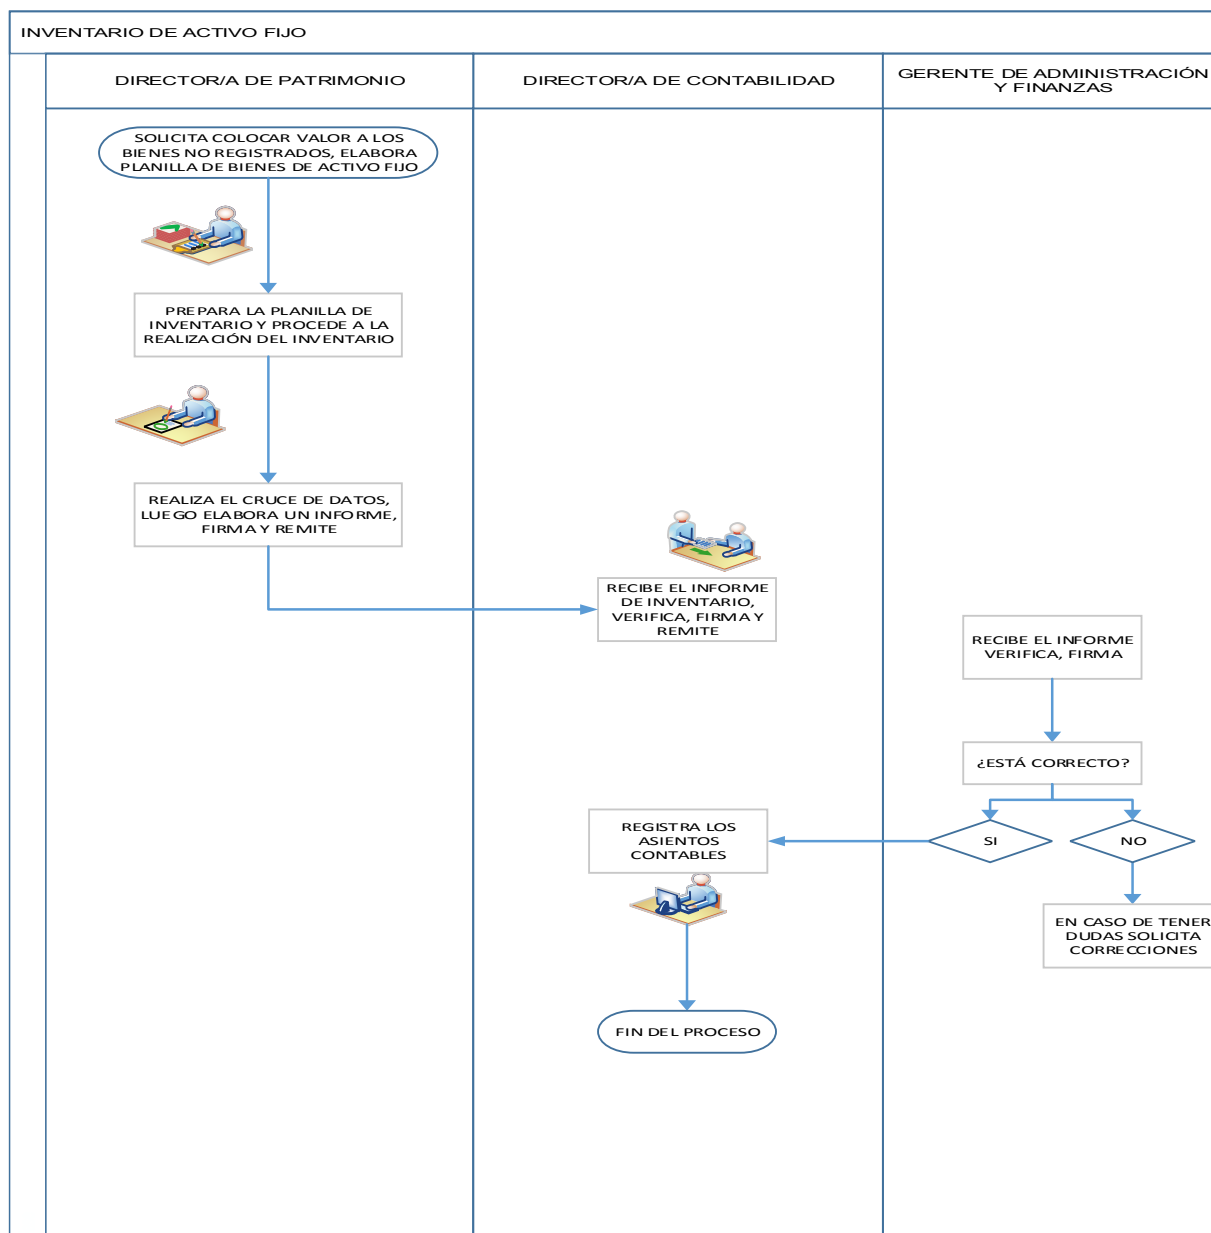 INVENTARIO DE ACTIVO FIJO
DIRECTOR/A DE PATRIMONIO
DIRECTOR/A DE CONTABILIDAD
GERENTE DE ADMINISTRACIÓN
Y FINANZAS
SOLICITA COLOCAR VALOR A LOS
BIENES NO REGISTRADOS, ELABORA
PLANILLA DE BIENES DE ACTIVO FIJO
PREPARA LA PLANILLA DE
INVENTARIO Y PROCEDE A LA
REALIZACIÓN DEL INVENTARIO
REALIZA EL CRUCE DE DATOS,
LUEGO ELABORA UN INFORME,
FIRMA Y REMITE
RECIBE EL INFORME
DE INVENTARIO,
VERIFICA, FIRMA Y
REMITE
RECIBE EL INFORME
VERIFICA, FIRMA
¿ESTÁ CORRECTO?
SI
NO
REGISTRA LOS
ASIENTOS
CONTABLES
EN CASO DE TENER
DUDAS SOLICITA
CORRECCIONES
FIN DEL PROCESO